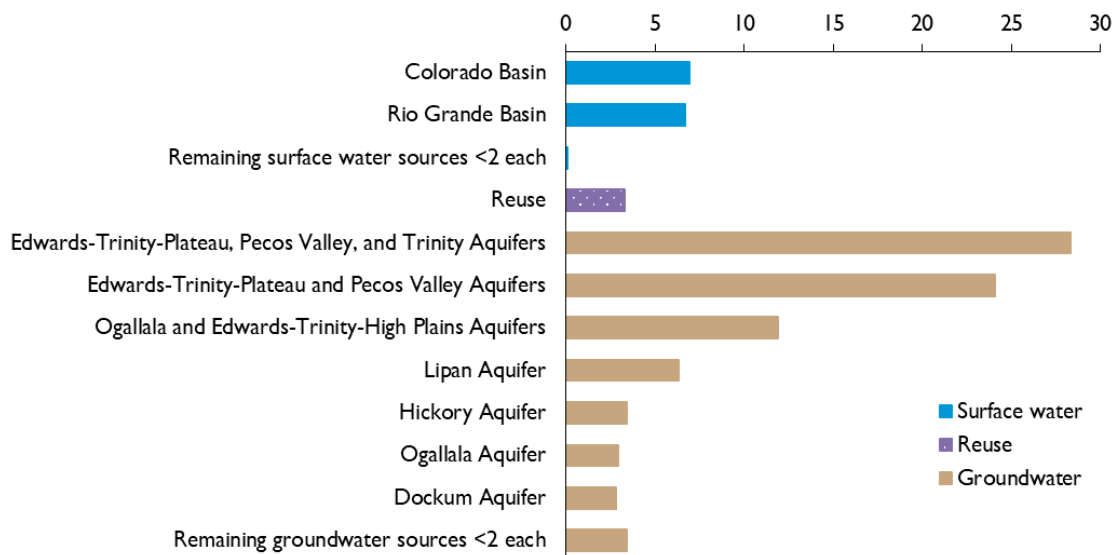 0 5 10 15 20 25 30
Colorado Basin
Rio Grande Basin
Remaining surface water sources <2 each
Reuse
Edwards-Trinity-Plateau, Pecos Valley, and Trinity Aquifers
Edwards-Trinity-Plateau and Pecos Valley Aquifers
Ogallala and Edwards-Trinity-High Plains Aquifers
Lipan Aquifer
Hickory Aquifer
Ogallala Aquifer
Dockum Aquifer
Remaining groundwater sources <2 each
Surface water
Reuse
Groundwater